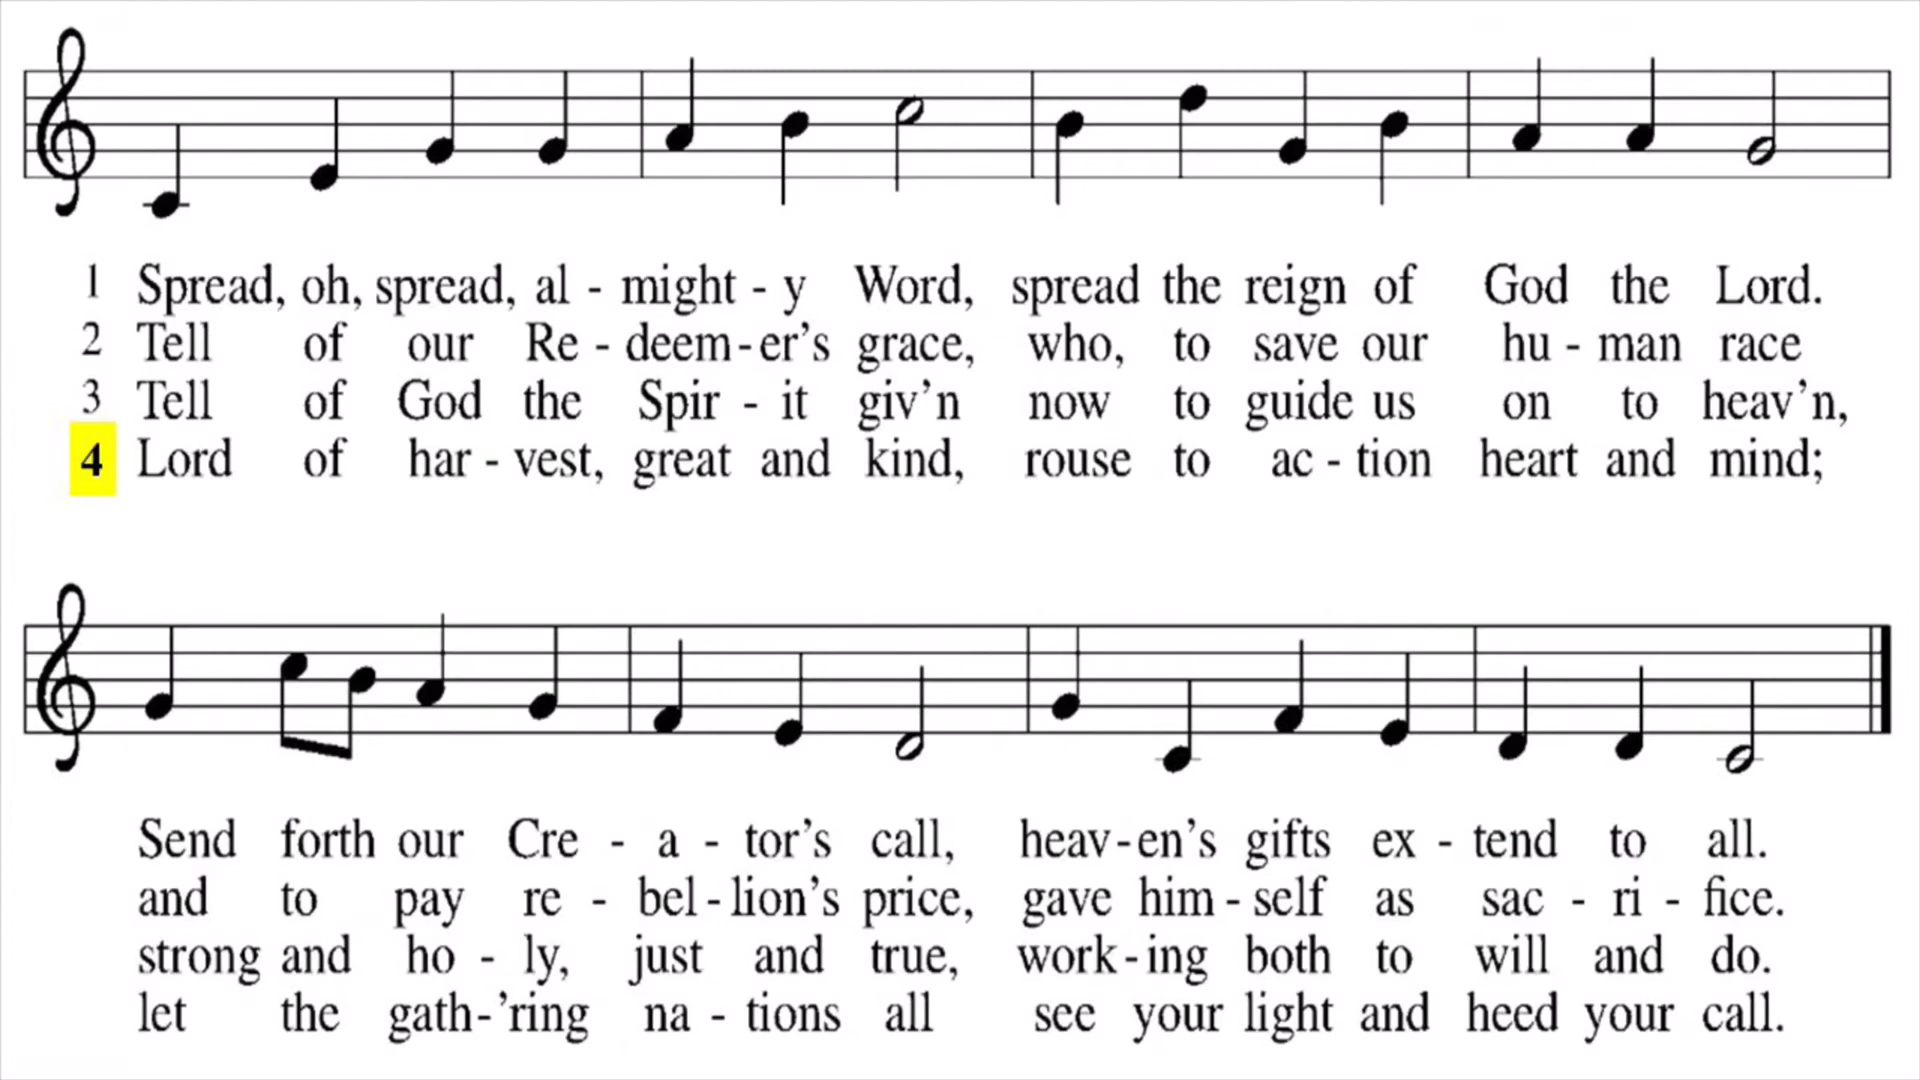 1 Spread, oh, spread, al - might - y Word, spread the reign of God the Lord.
2 Tell of our Re - deem - er’s grace, who, to save our hu - man race
3 Tell of God the Spir - it giv’n now to guide us on to heav’n,
4 Lord of har - vest, great and kind, rouse to ac - tion heart and mind;
Send forth our Cre - a - tor’s call, heav - en’s gifts ex - tend to all.
and to pay re - bel - lion’s price, gave him - self as sac - ri - fice.
strong and ho - ly, just and true, work - ing both to will and do.
let the gath - ’ring na - tions all see your light and heed your call.